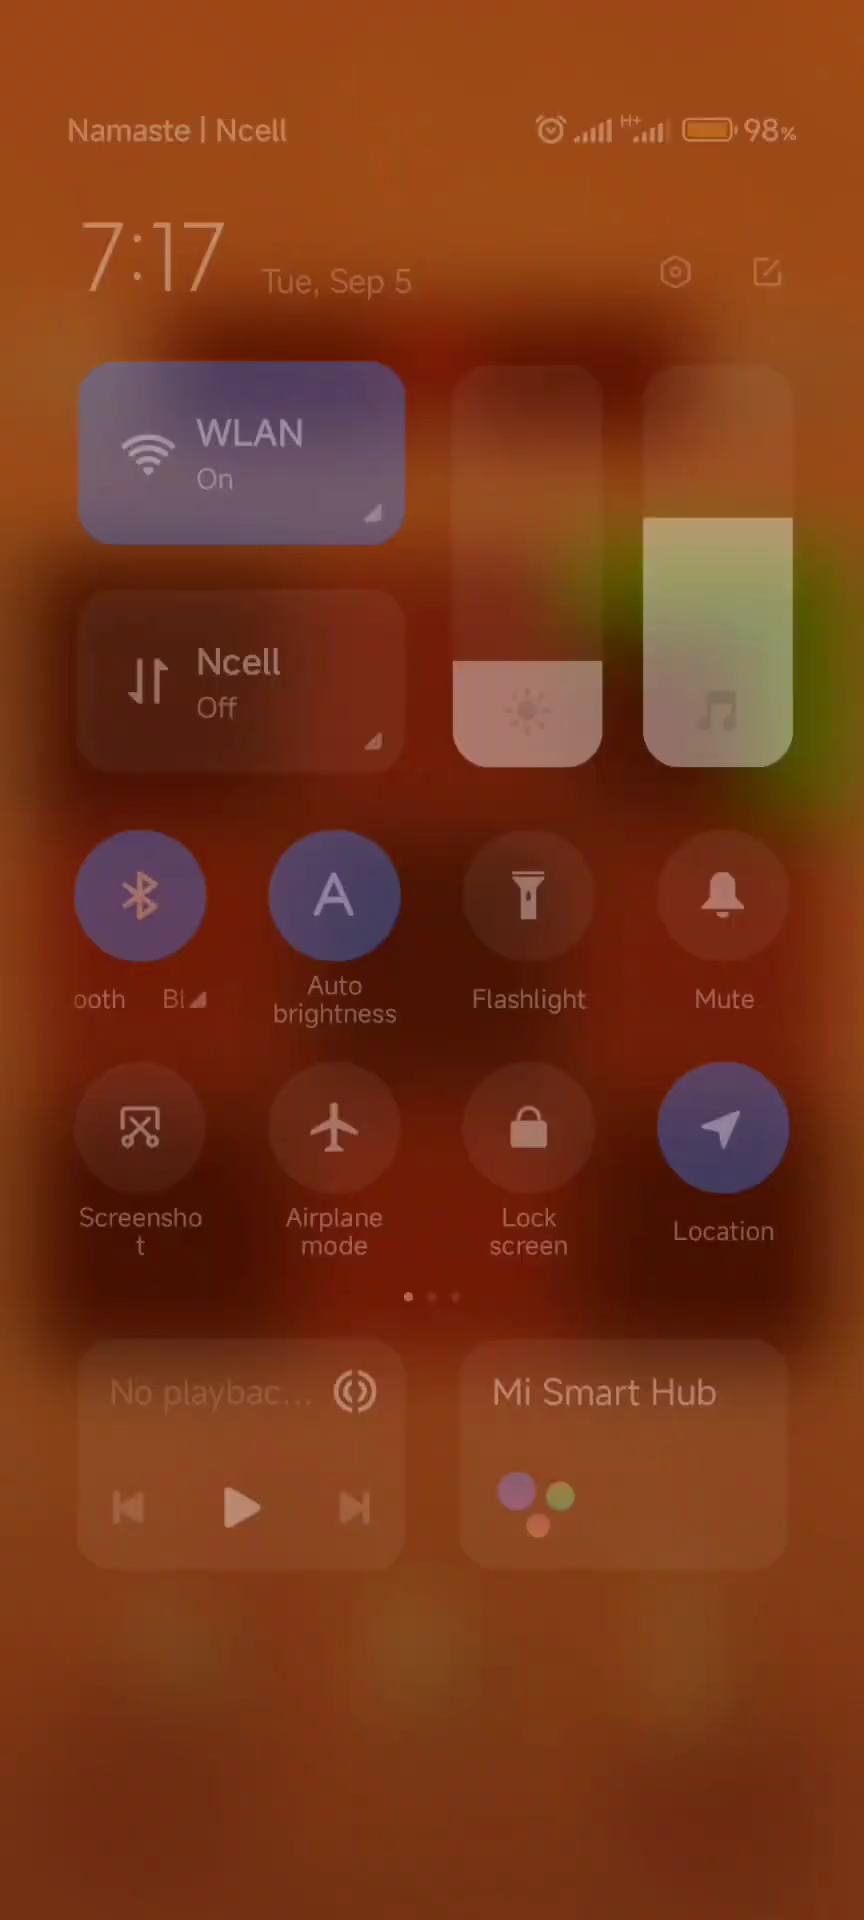 Namaste | Ncell
H+
98%
7:17
Tue, Sep 5
WLAN
On
Ncell
Off
ooth Bl
A
Auto
brightness
Flashlight
Mute
Screensho
t
Airplane
mode
Lock
screen
Location
No playbac...
Mi Smart Hub